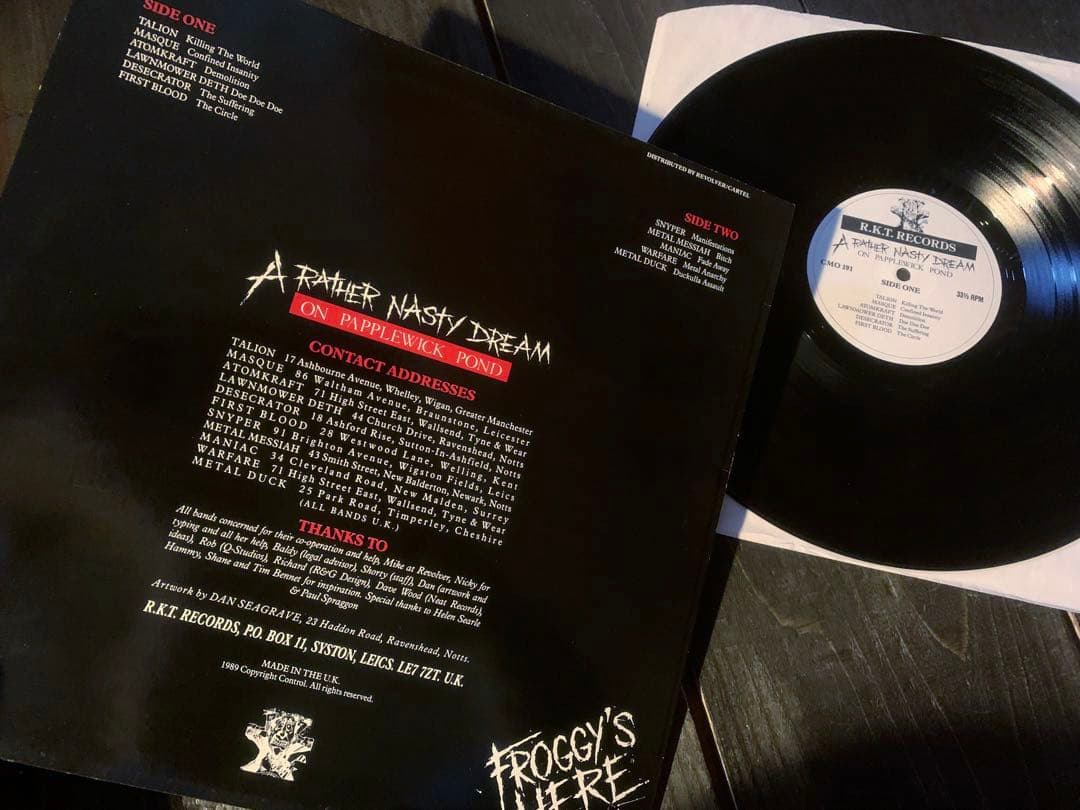 SIDE ONE
TALION Killing The World
MASQUE Confined Insanity
ATOMKRAFT Demolition
LAWNMOWER DETH Doe Doe Doe
DESECRATOR The Suffering
FIRST BLOOD The Circle
DISTRIBUTED BY REVOLVER/CARTEL
SIDE TWO
SNYPER Manifestations
METAL MESSIAH Bitch
MANIAC Fade Away
WARFARE Metal Anarchy
METAL DUCK Duckulla Assault
A RATHER NASTY DREAM
ON PAPPLEWICK POND
CONTACT ADDRESSES
TALION 17 Ashbourne Avenue, Whelley, Wigan, Greater Manchester
MASQUE 86 Waltham Avenue, Braunstone, Leicester
ATOMKRAFT 71 High Street East, Wallsend, Tyne & Wear
LAWNMOWER DETH 44 Church Drive, Ravenshead, Notts
DESECRATOR 18 Ashford Rise, Sutton-In-Ashfield, Notts
FIRST BLOOD 28 Westwood Lane, Welling, Kent
SNYPER 91 Brighton Avenue, Wigston Fields, Leics
METAL MESSIAH 43 Smith Street, New Balderton, Newark, Notts
MANIAC 34 Cleveland Road, New Malden, Surrey
WARFARE 71 High Street East, Wallsend, Tyne & Wear
METAL DUCK 25 Park Road, Timperley, Cheshire
(ALL BANDS U.K.)
THANKS TO
All bands concerned for their co-operation and help, Mike at Revolver, Nicky for
typing and all her help, Baldy (legal advisor), Shorty (staff), Dan (artwork and
ideas), Rob (Q-Studios), Richard (R&G Design), Dave Wood (Neat Records),
Hammy, Shane and Tim Bennet for inspiration. Special thanks to Helen Searle
& Paul Spraggon
Artwork by DAN SEAGRAVE, 23 Haddon Road, Ravenshead, Notts.
R.K.T. RECORDS, P.O. BOX 11, SYSTON, LEICS. LE7 7ZT. U.K.
MADE IN THE U.K.
1989 Copyright Control. All rights reserved.
FROGGY'S
HERE
R.K.T. RECORDS
A RATHER NASTY DREAM
ON PAPPLEWICK POND
CMO 191
SIDE ONE
33⅓ RPM
TALION Killing The World
MASQUE Confined Insanity
ATOMKRAFT Demolition
LAWNMOWER DETH Doe Doe Doe
DESECRATOR The Suffering
FIRST BLOOD The Circle